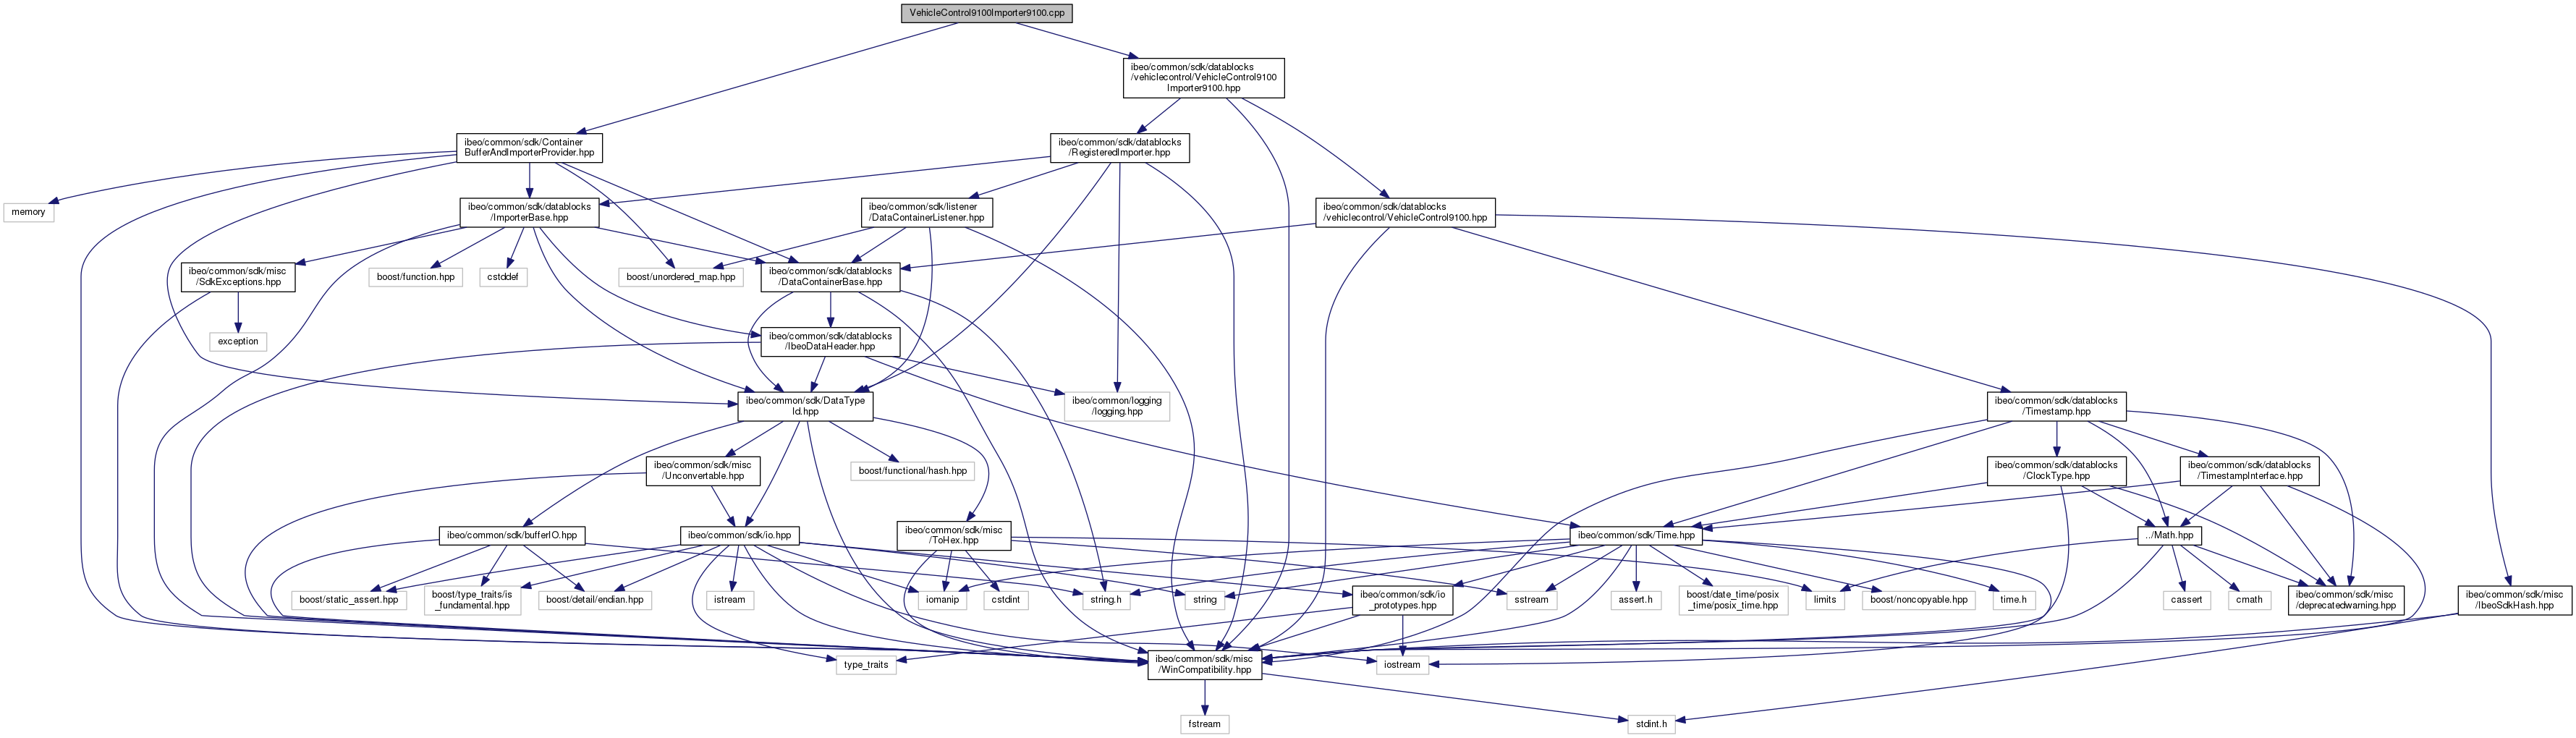 VehicleControl9100Importer9100.cpp
ibeo/common/sdk/datablocks
/vehiclecontrol/VehicleControl9100
Importer9100.hpp
ibeo/common/sdk/Container
BufferAndImporterProvider.hpp
ibeo/common/sdk/datablocks
/RegisteredImporter.hpp
memory
ibeo/common/sdk/datablocks
/ImporterBase.hpp
ibeo/common/sdk/listener
/DataContainerListener.hpp
ibeo/common/sdk/datablocks
/vehiclecontrol/VehicleControl9100.hpp
ibeo/common/sdk/misc
/SdkExceptions.hpp
boost/function.hpp
cstddef
boost/unordered_map.hpp
ibeo/common/sdk/datablocks
/DataContainerBase.hpp
exception
ibeo/common/sdk/datablocks
/IbeoDataHeader.hpp
ibeo/common/sdk/DataType
Id.hpp
ibeo/common/logging
/logging.hpp
ibeo/common/sdk/datablocks
/Timestamp.hpp
ibeo/common/sdk/misc
/Unconvertable.hpp
boost/functional/hash.hpp
ibeo/common/sdk/datablocks
/ClockType.hpp
ibeo/common/sdk/datablocks
/TimestampInterface.hpp
ibeo/common/sdk/bufferIO.hpp
ibeo/common/sdk/io.hpp
ibeo/common/sdk/misc
/ToHex.hpp
ibeo/common/sdk/Time.hpp
../Math.hpp
boost/static_assert.hpp
boost/type_traits/is
_fundamental.hpp
boost/detail/endian.hpp
istream
iomanip
cstdint
string.h
string
ibeo/common/sdk/io
_prototypes.hpp
sstream
assert.h
boost/date_time/posix
_time/posix_time.hpp
limits
boost/noncopyable.hpp
time.h
cassert
cmath
ibeo/common/sdk/misc
/deprecatedwarning.hpp
ibeo/common/sdk/misc
/IbeoSdkHash.hpp
type_traits
ibeo/common/sdk/misc
/WinCompatibility.hpp
iostream
fstream
stdint.h